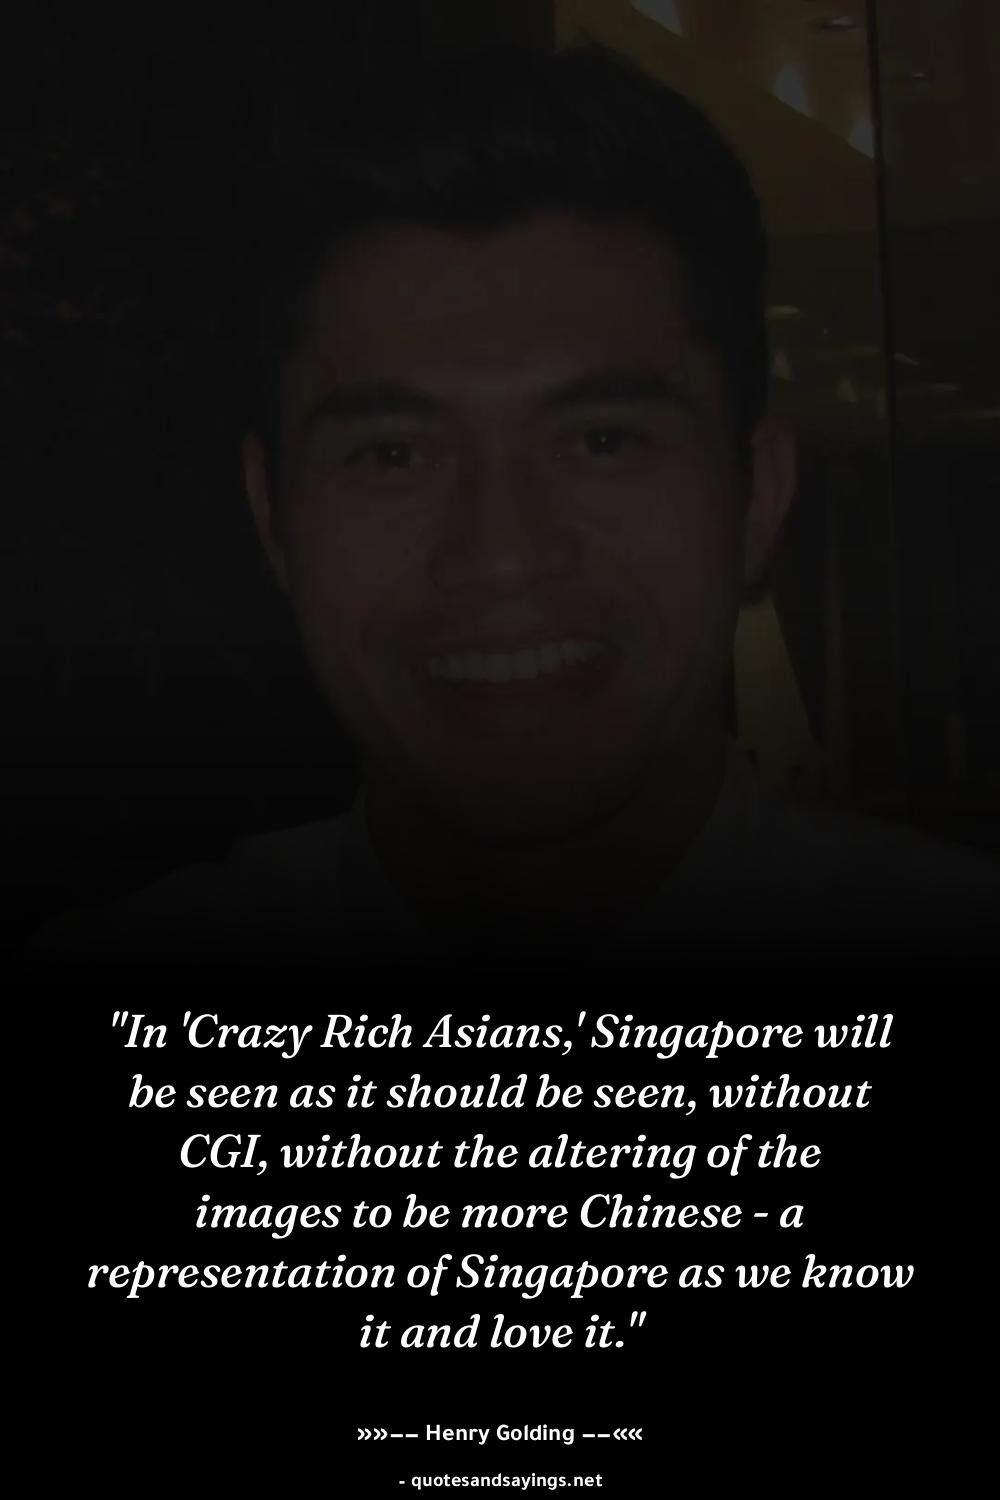 "In 'Crazy Rich Asians,' Singapore will
be seen as it should be seen, without
CGI, without the altering of the
images to be more Chinese - a
representation of Singapore as we know
it and love it."
»»−− Henry Golding −−««
- quotesandsayings.net